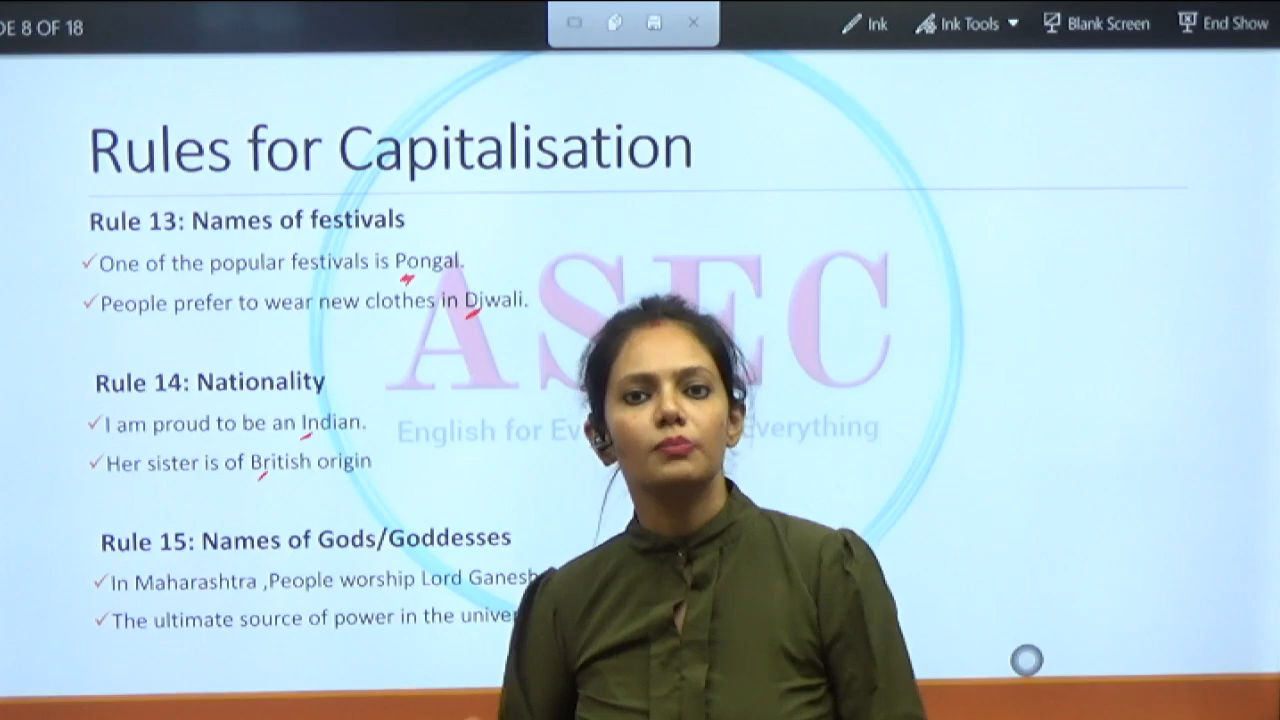 DE 8 OF 18
Ink
Ink Tools
Blank Screen
End Show
Rules for Capitalisation
Rule 13: Names of festivals
One of the popular festivals is Pongal.
People prefer to wear new clothes in Diwali.
Rule 14: Nationality
I am proud to be an Indian.
Her sister is of British origin
Rule 15: Names of Gods/Goddesses
In Maharashtra ,People worship Lord Ganesh
The ultimate source of power in the
ASEC
English for everything